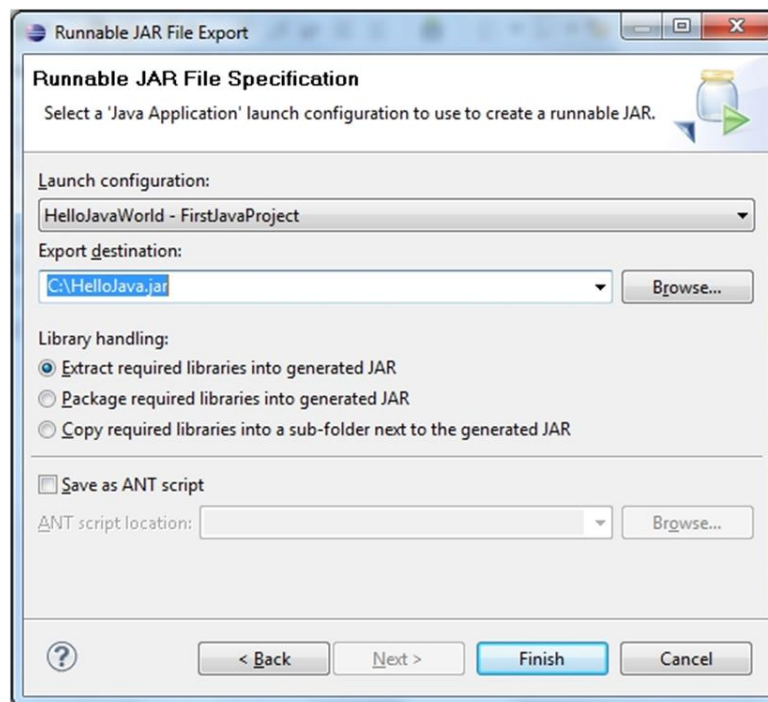 Runnable JAR File Export
Runnable JAR File Specification
Select a 'Java Application' launch configuration to use to create a runnable JAR.
Launch configuration:
HelloJavaWorld - FirstJavaProject
Export destination:
C:\HelloJava.jar
Browse...
Library handling:
Extract required libraries into generated JAR
Package required libraries into generated JAR
Copy required libraries into a sub-folder next to the generated JAR
Save as ANT script
ANT script location:
Browse...
?
< Back
Next >
Finish
Cancel